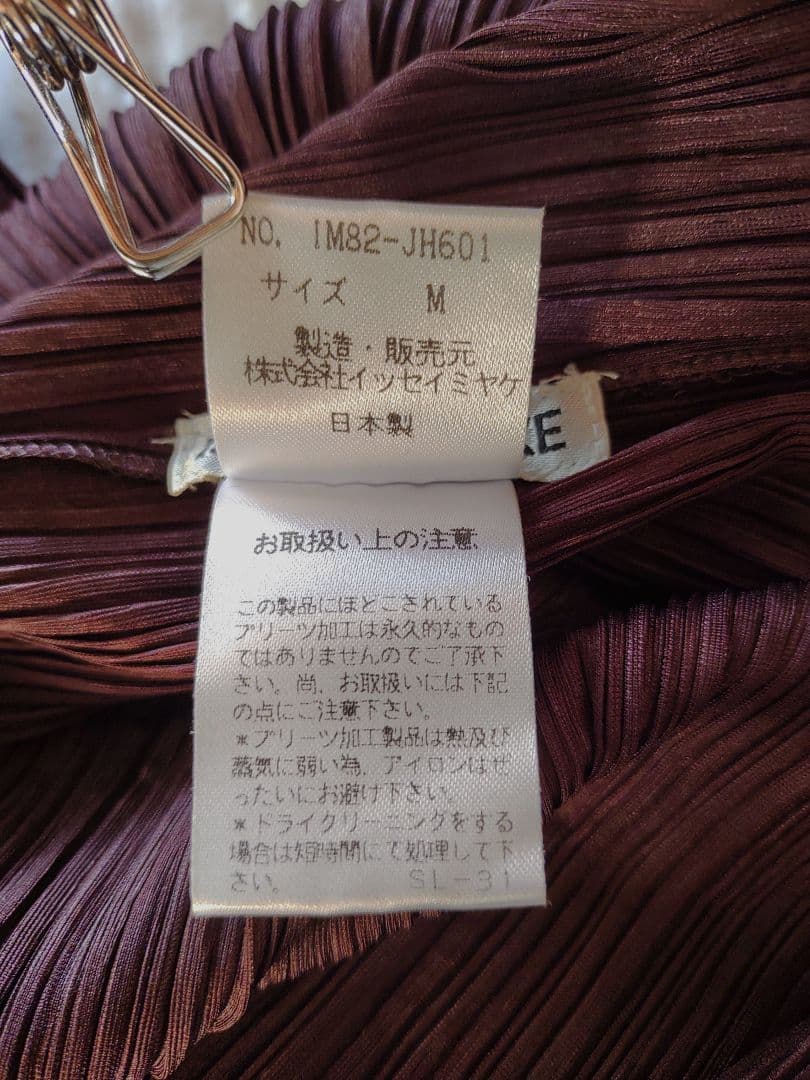 NO. IM82-JH601
サイズ M
製造・販売元
株式会社イッセイミヤケ
日本製
KE
お取扱い上の注意
この製品にほどこされている
プリーツ加工は永久的なもの
ではありませんのでご了承下
さい。尚、お取扱いには下記
の点にご注意下さい。
*プリーツ加工製品は熱及び
蒸気に弱い為、アイロンはぜ
ったいにお避け下さい。
*ドライクリーニングをする
場合は短時間にて処理して下
さい。 SL-31